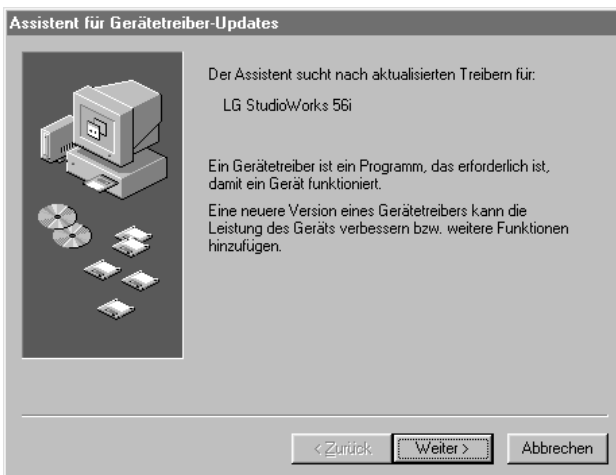 Assistent für Gerätetreiber-Updates
Der Assistent sucht nach aktualisierten Treibern für:
LG StudioWorks 56i
Ein Gerätetreiber ist ein Programm, das erforderlich ist,
damit ein Gerät funktioniert.
Eine neuere Version eines Gerätetreibers kann die
Leistung des Geräts verbessern bzw. weitere Funktionen
hinzufügen.
< Zurück
Weiter >
Abbrechen